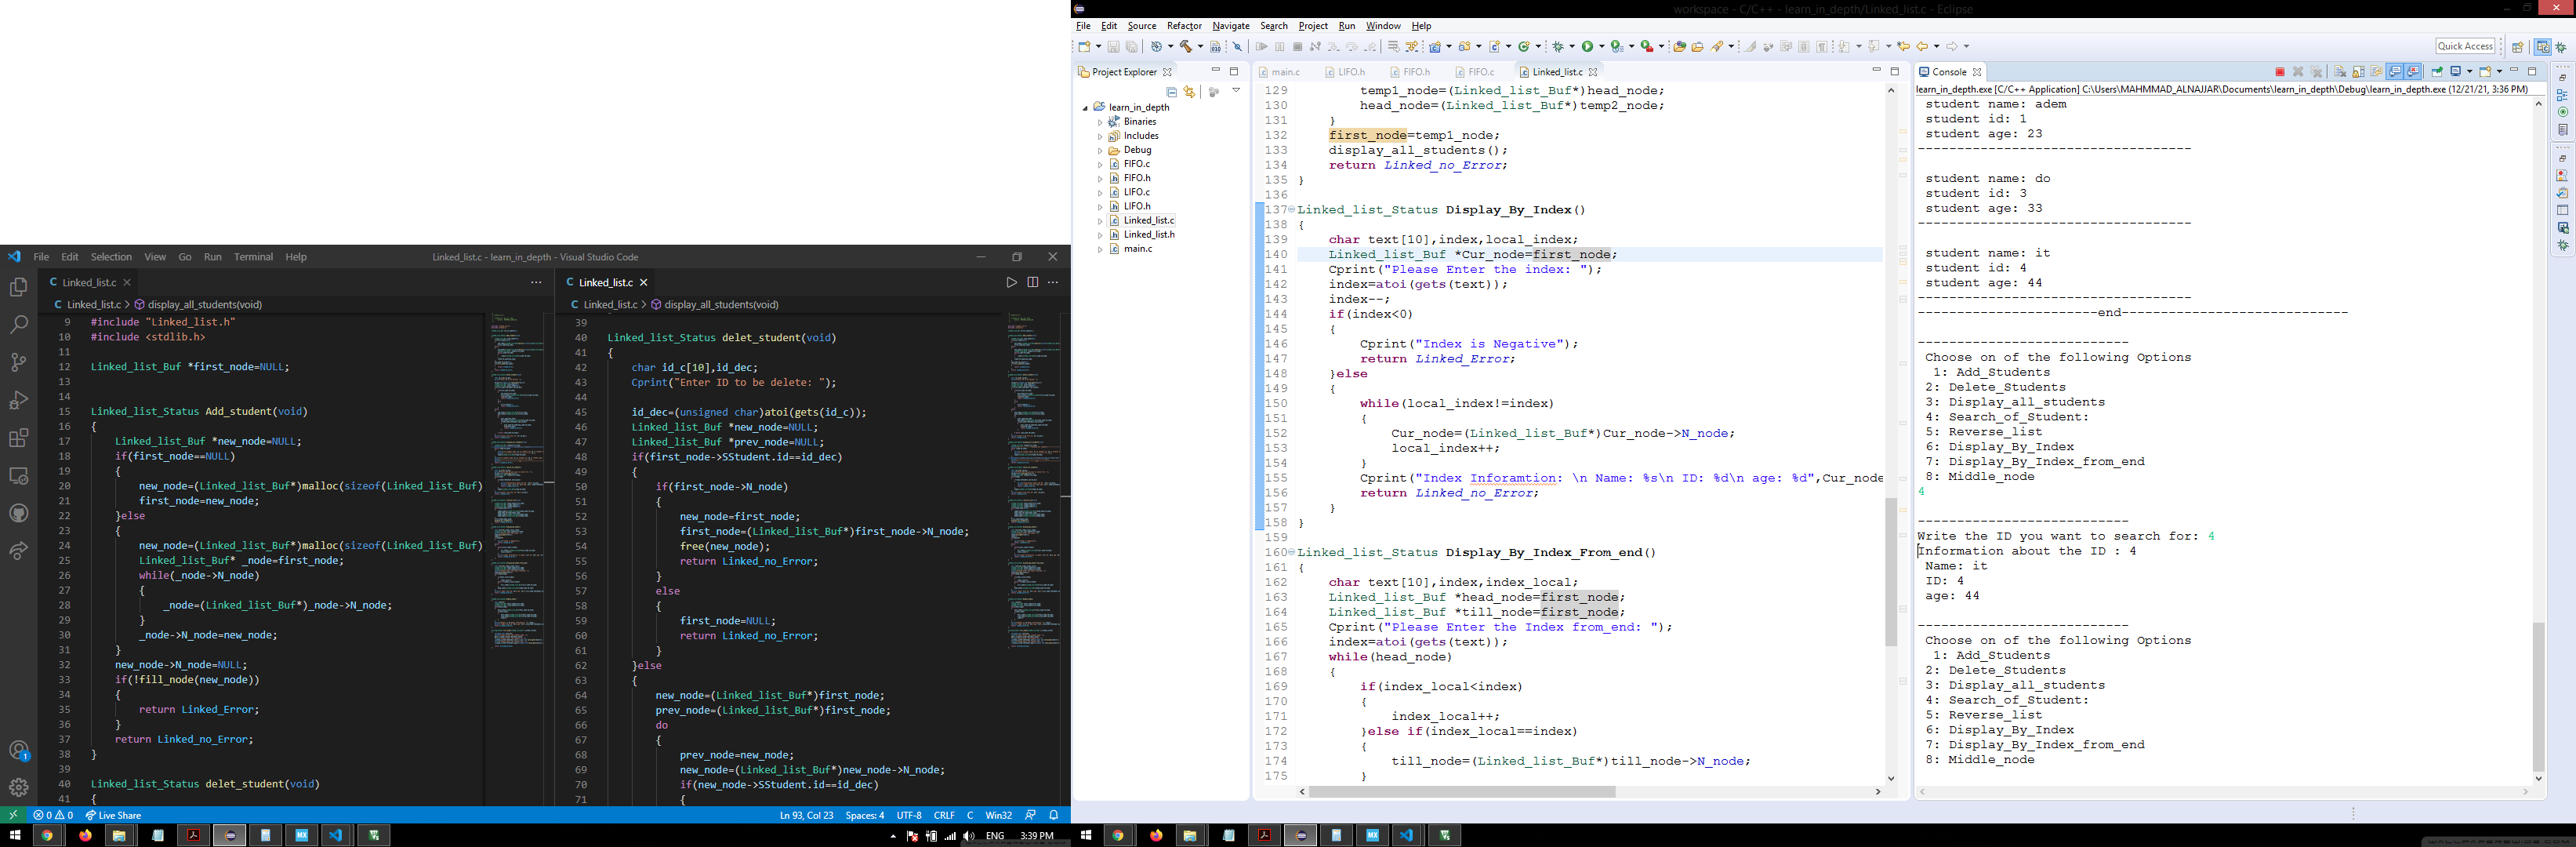 File Edit Selection View Go Run Terminal Help
Linked_list.c - learn_in_depth - Visual Studio Code
Linked_list.c
Linked_list.c > display_all_students(void)
9 #include "Linked_list.h"
10 #include <stdlib.h>
11
12 Linked_list_Buf *first_node=NULL;
13
14
15 Linked_list_Status Add_student(void)
16 {
17 Linked_list_Buf *new_node=NULL;
18 if(first_node==NULL)
19 {
20 new_node=(Linked_list_Buf*)malloc(sizeof(Linked_list_Buf)
21 first_node=new_node;
22 }else
23 {
24 new_node=(Linked_list_Buf*)malloc(sizeof(Linked_list_Buf)
25 Linked_list_Buf* _node=first_node;
26 while(_node->N_node)
27 {
28 _node=(Linked_list_Buf*)_node->N_node;
29 }
30 _node->N_node=new_node;
31 }
32 new_node->N_node=NULL;
33 if(!fill_node(new_node))
34 {
35 return Linked_Error;
36 }
37 return Linked_no_Error;
38 }
39
40 Linked_list_Status delet_student(void)
41 {
Linked_list.c
Linked_list.c > display_all_students(void)
39
40 Linked_list_Status delet_student(void)
41 {
42 char id_c[10],id_dec;
43 Cprint("Enter ID to be delete: ");
44
45 id_dec=(unsigned char)atoi(gets(id_c));
46 Linked_list_Buf *new_node=NULL;
47 Linked_list_Buf *prev_node=NULL;
48 if(first_node->SStudent.id==id_dec)
49 {
50 if(first_node->N_node)
51 {
52 new_node=first_node;
53 first_node=(Linked_list_Buf*)first_node->N_node;
54 free(new_node);
55 return Linked_no_Error;
56 }
57 else
58 {
59 first_node=NULL;
60 return Linked_no_Error;
61 }
62 }else
63 {
64 new_node=(Linked_list_Buf*)first_node;
65 prev_node=(Linked_list_Buf*)first_node;
66 do
67 {
68 prev_node=new_node;
69 new_node=(Linked_list_Buf*)new_node->N_node;
70 if(new_node->SStudent.id==id_dec)
71 {
0 0 Live Share
Ln 93, Col 23 Spaces: 4 UTF-8 CRLF C Win32
ENG 3:39 PM
workspace - C/C++ - learn_in_depth/Linked_list.c - Eclipse
File Edit Source Refactor Navigate Search Project Run Window Help
Quick Access
Project Explorer
learn_in_depth
Binaries
Includes
Debug
FIFO.c
FIFO.h
LIFO.c
LIFO.h
Linked_list.c
Linked_list.h
main.c
main.c LIFO.h FIFO.h FIFO.c Linked_list.c
129 temp1_node=(Linked_list_Buf*)head_node;
130 head_node=(Linked_list_Buf*)temp2_node;
131 }
132 first_node=temp1_node;
133 display_all_students();
134 return Linked_no_Error;
135 }
136
137 Linked_list_Status Display_By_Index()
138 {
139 char text[10],index,local_index;
140 Linked_list_Buf *Cur_node=first_node;
141 Cprint("Please Enter the index: ");
142 index=atoi(gets(text));
143 index--;
144 if(index<0)
145 {
146 Cprint("Index is Negative");
147 return Linked_Error;
148 }else
149 {
150 while(local_index!=index)
151 {
152 Cur_node=(Linked_list_Buf*)Cur_node->N_node;
153 local_index++;
154 }
155 Cprint("Index Inforamtion: \n Name: %s\n ID: %d\n age: %d",Cur_node
156 return Linked_no_Error;
157 }
158 }
159
160 Linked_list_Status Display_By_Index_From_end()
161 {
162 char text[10],index,index_local;
163 Linked_list_Buf *head_node=first_node;
164 Linked_list_Buf *till_node=first_node;
165 Cprint("Please Enter the Index from_end: ");
166 index=atoi(gets(text));
167 while(head_node)
168 {
169 if(index_local<index)
170 {
171 index_local++;
172 }else if(index_local==index)
173 {
174 till_node=(Linked_list_Buf*)till_node->N_node;
175 }
Console
learn_in_depth.exe [C/C++ Application] C:\Users\MAHMMAD_ALNAJJAR\Documents\learn_in_depth\Debug\learn_in_depth.exe (12/21/21, 3:36 PM)
student name: adem
student id: 1
student age: 23
----------------------------------
student name: do
student id: 3
student age: 33
----------------------------------
student name: it
student id: 4
student age: 44
----------------------------------
----------------------end----------------------------
--------------------------
Choose on of the following Options
1: Add_Students
2: Delete_Students
3: Display_all_students
4: Search_of_Student:
5: Reverse_list
6: Display_By_Index
7: Display_By_Index_from_end
8: Middle_node
4
--------------------------
Write the ID you want to search for: 4
Information about the ID : 4
Name: it
ID: 4
age: 44
--------------------------
Choose on of the following Options
1: Add_Students
2: Delete_Students
3: Display_all_students
4: Search_of_Student:
5: Reverse_list
6: Display_By_Index
7: Display_By_Index_from_end
8: Middle_node